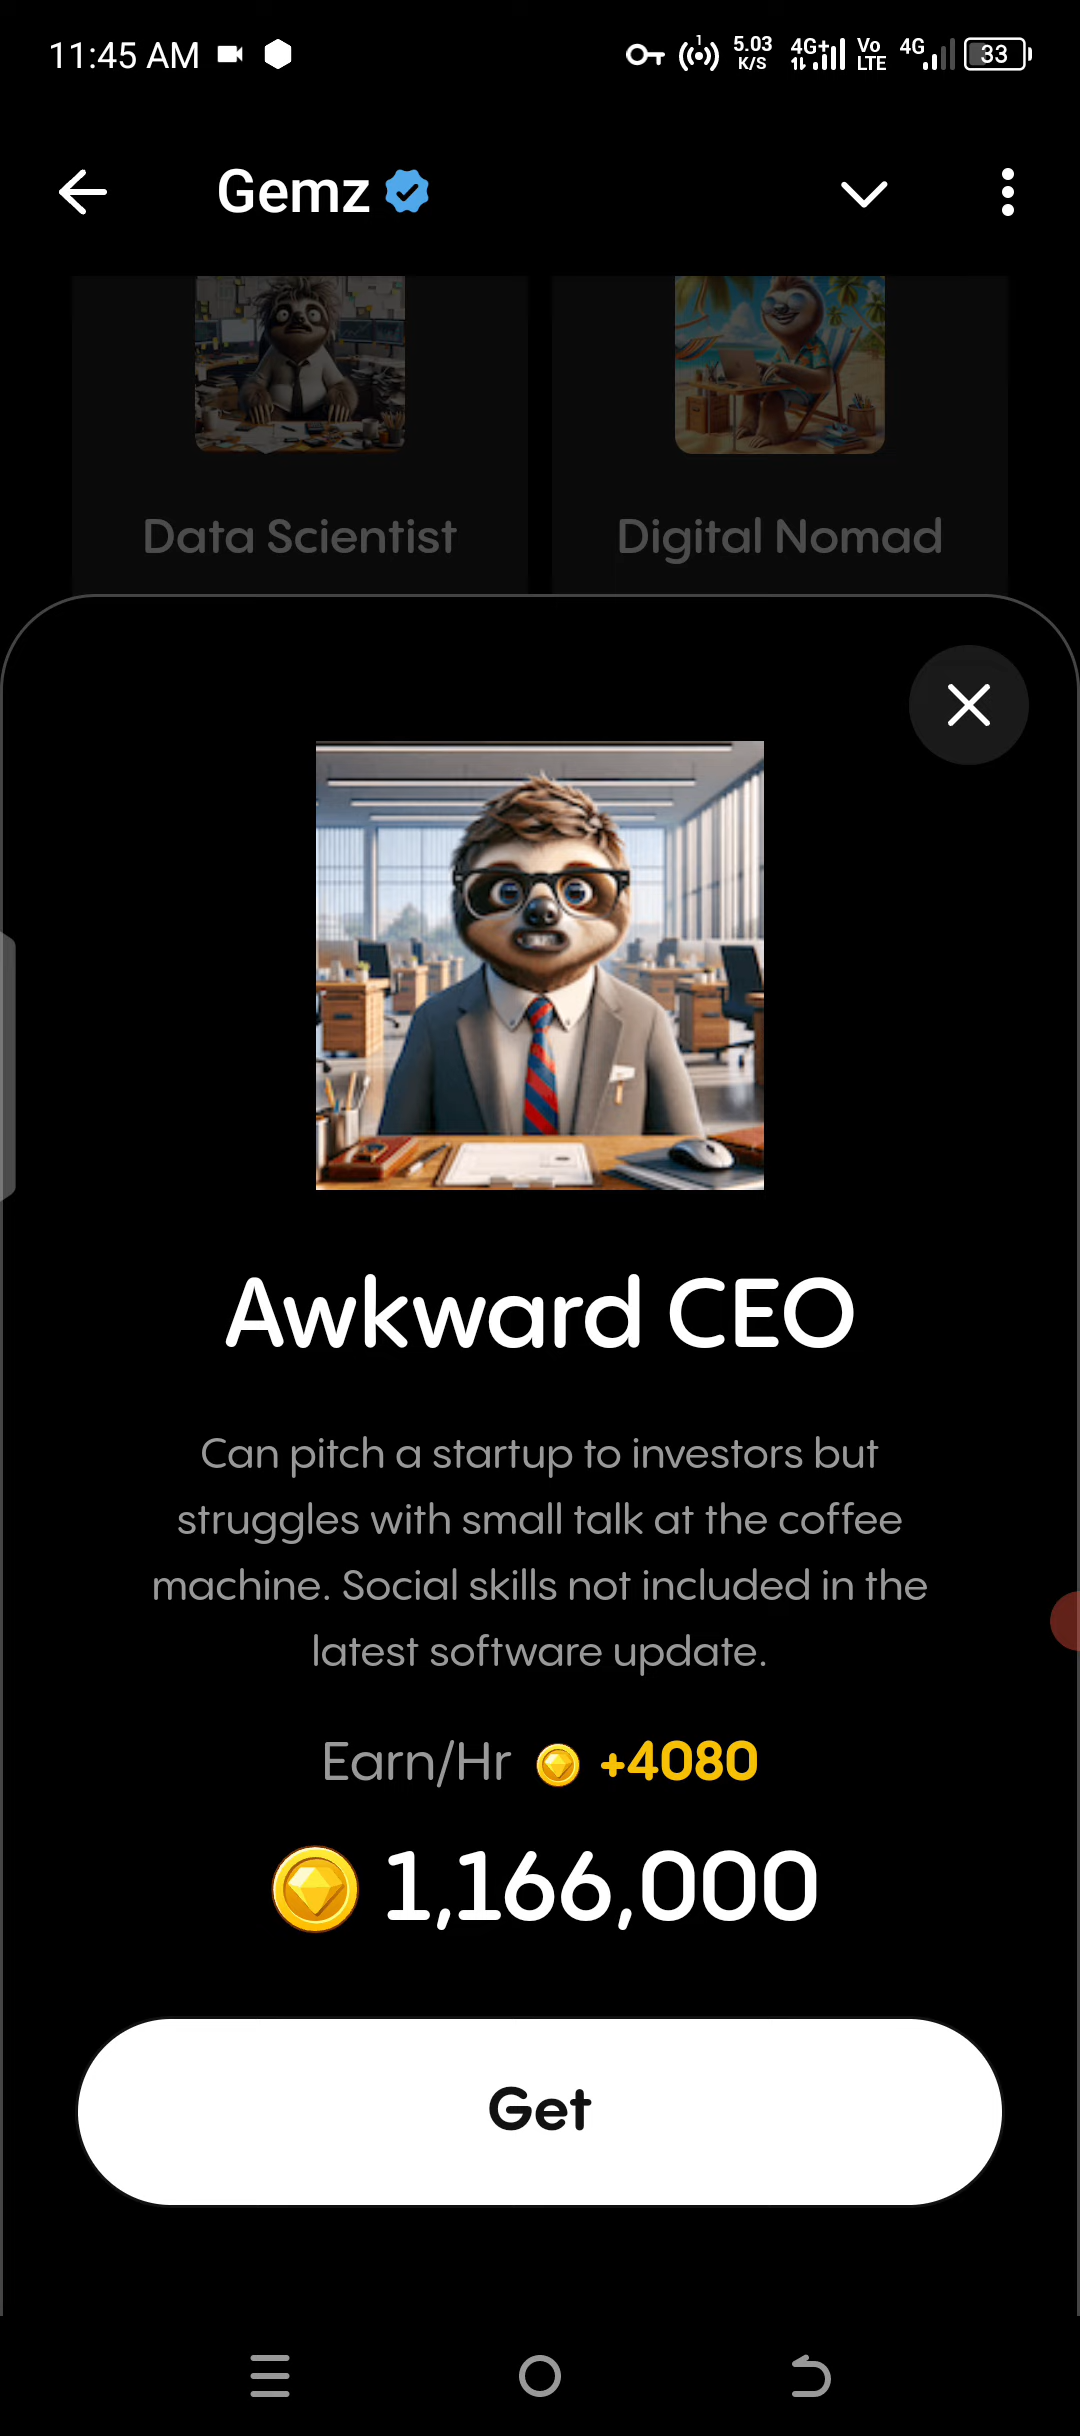 11:45 AM 1 5.03 K/S 4G+ Vo LTE 4G 33
Gemz
Data Scientist Digital Nomad
Awkward CEO
Can pitch a startup to investors but
struggles with small talk at the coffee
machine. Social skills not included in the
latest software update.
Earn/Hr +4080
1,166,000
Get